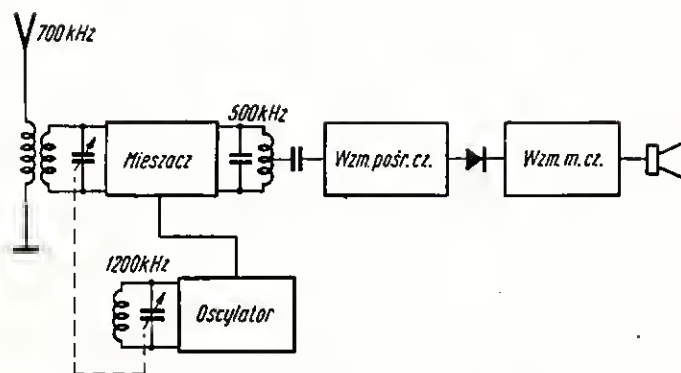 700 kHz
500 kHz
Mieszacz
Wzm. pośr. cz.
Wzm. m. cz.
1200 kHz
Oscylator